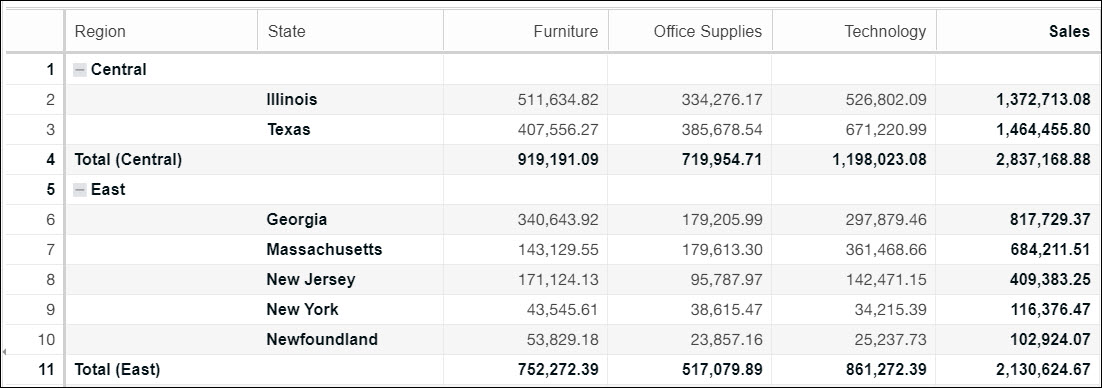 Region State Furniture Office Supplies Technology Sales
1 Central
2 Illinois 511,634.82 334,276.17 526,802.09 1,372,713.08
3 Texas 407,556.27 385,678.54 671,220.99 1,464,455.80
4 Total (Central) 919,191.09 719,954.71 1,198,023.08 2,837,168.88
5 East
6 Georgia 340,643.92 179,205.99 297,879.46 817,729.37
7 Massachusetts 143,129.55 179,613.30 361,468.66 684,211.51
8 New Jersey 171,124.13 95,787.97 142,471.15 409,383.25
9 New York 43,545.61 38,615.47 34,215.39 116,376.47
10 Newfoundland 53,829.18 23,857.16 25,237.73 102,924.07
11 Total (East) 752,272.39 517,079.89 861,272.39 2,130,624.67